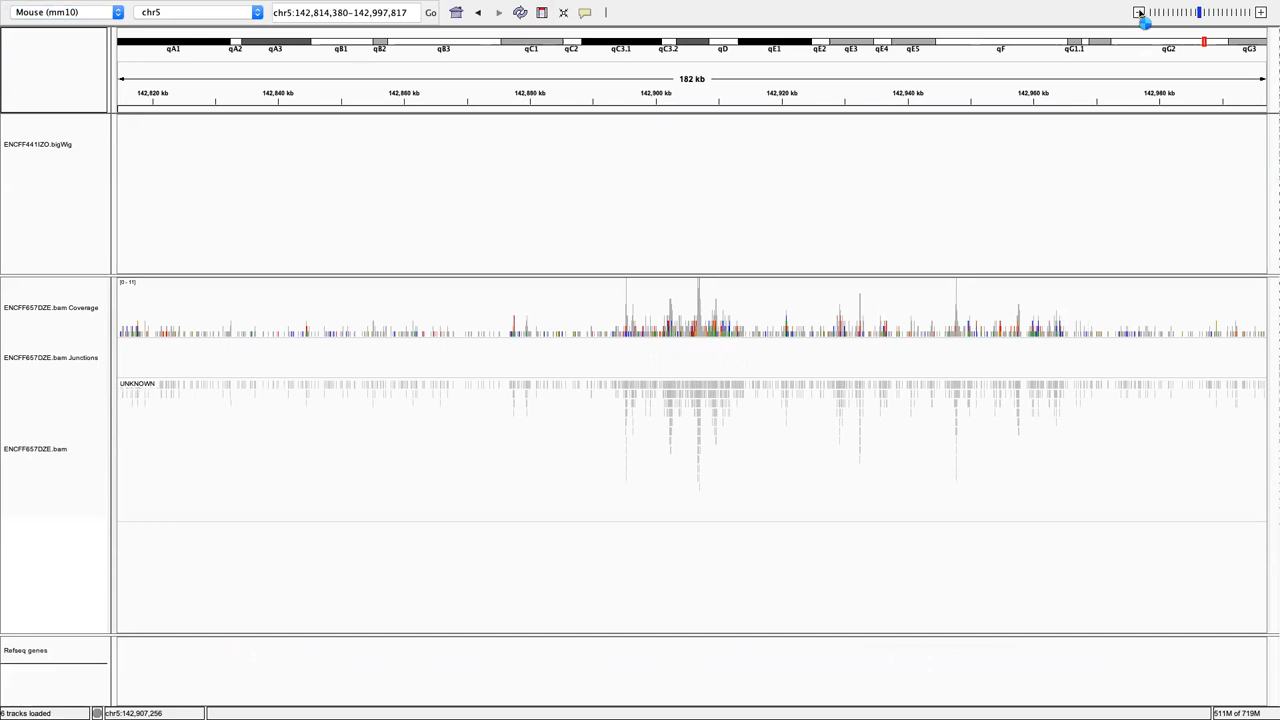 Mouse (mm10) chr5 chr5:142,814,380-142,997,817 Go
qA1 qA2 qA3 qB1 qB2 qB3 qC1 qC2 qC3.1 qC3.2 qD qE1 qE2 qE3 qE4 qE5 qF qG1.1 qG2 qG3
182 kb
142,820 kb 142,840 kb 142,860 kb 142,880 kb 142,900 kb 142,920 kb 142,940 kb 142,960 kb 142,980 kb
ENCFF441IZO.bigWig
[0 - 11]
ENCFF657DZE.bam Coverage
ENCFF657DZE.bam Junctions
UNKNOWN
ENCFF657DZE.bam
Refseq genes
6 tracks loaded chr5:142,907,256 511M of 719M